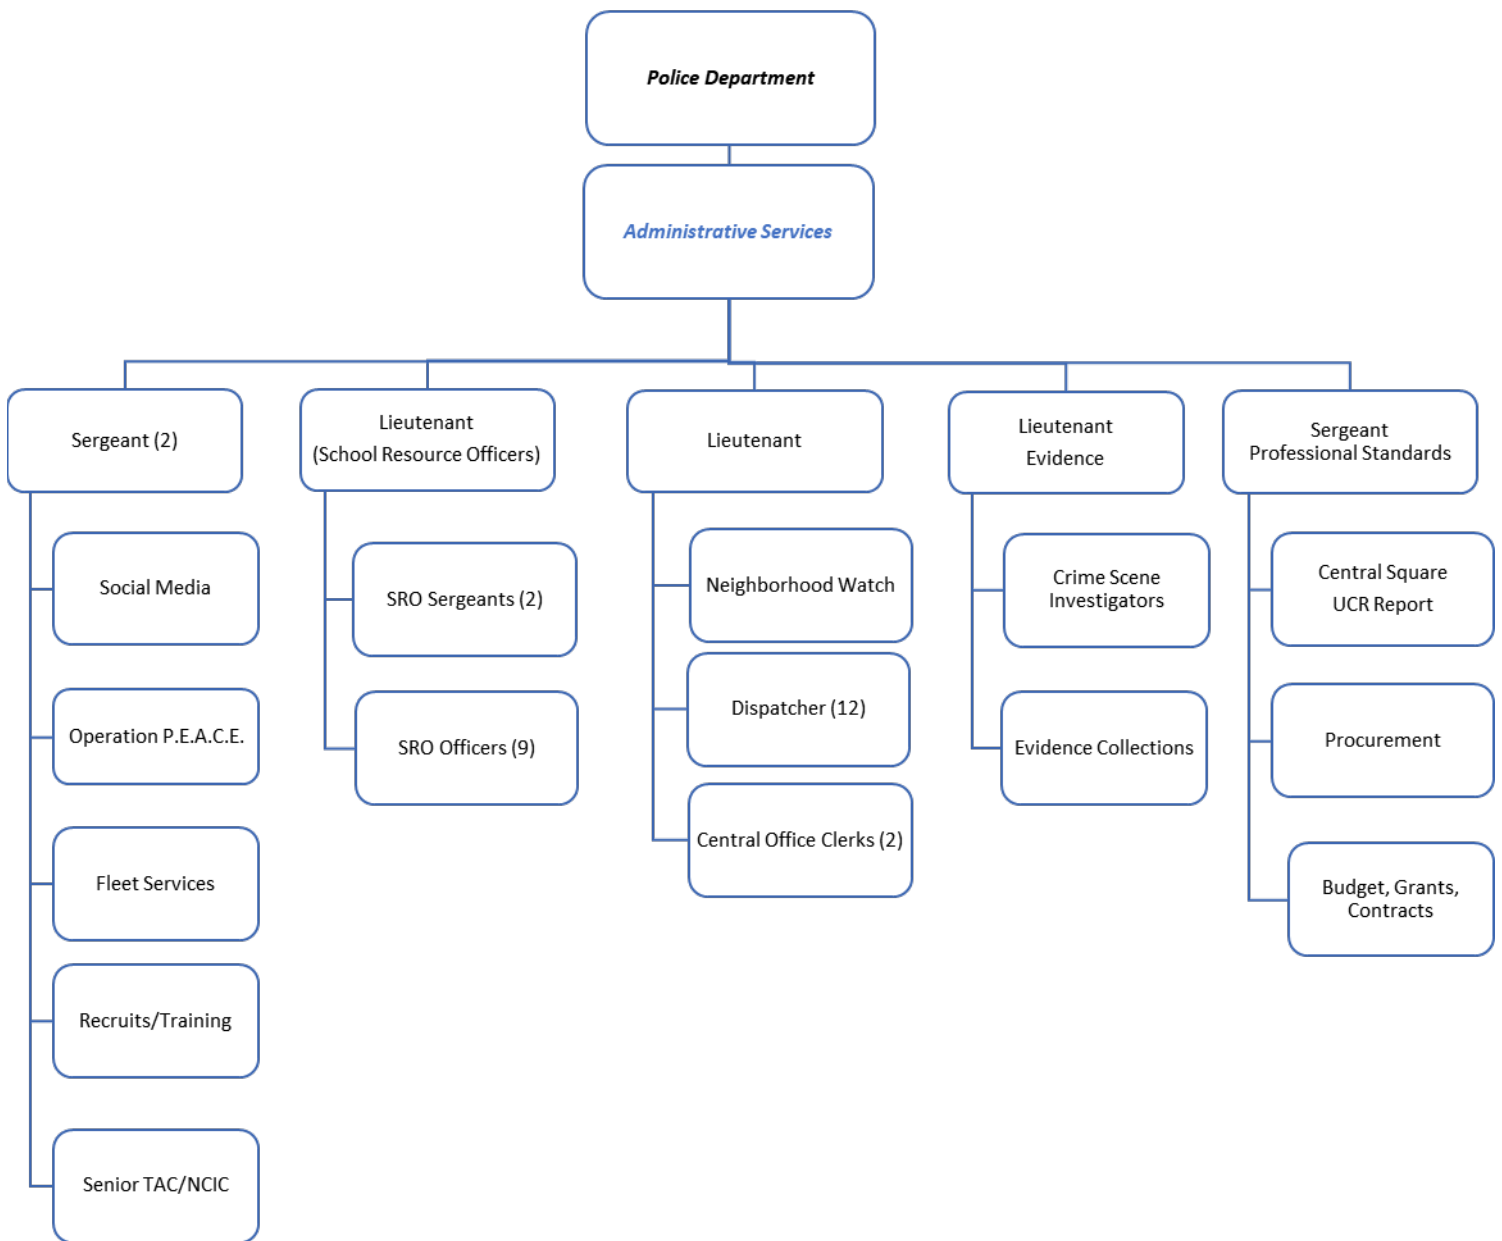 Police Department
Administrative Services
Sergeant (2)
Social Media
Operation P.E.A.C.E.
Fleet Services
Recruits/Training
Senior TAC/NCIC
Lieutenant
(School Resource Officers)
SRO Sergeants (2)
SRO Officers (9)
Lieutenant
Neighborhood Watch
Dispatcher (12)
Central Office Clerks (2)
Lieutenant
Evidence
Crime Scene
Investigators
Evidence Collections
Sergeant
Professional Standards
Central Square
UCR Report
Procurement
Budget, Grants,
Contracts